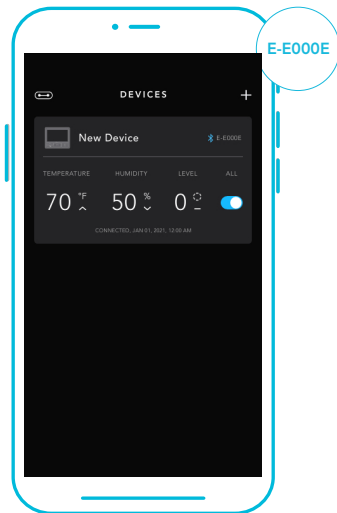 E-E000E
DEVICES
New Device
E-E000E
TEMPERATURE HUMIDITY LEVEL ALL
70 °F 50 % 0
CONNECTED, JAN 01, 2021, 12:00 AM